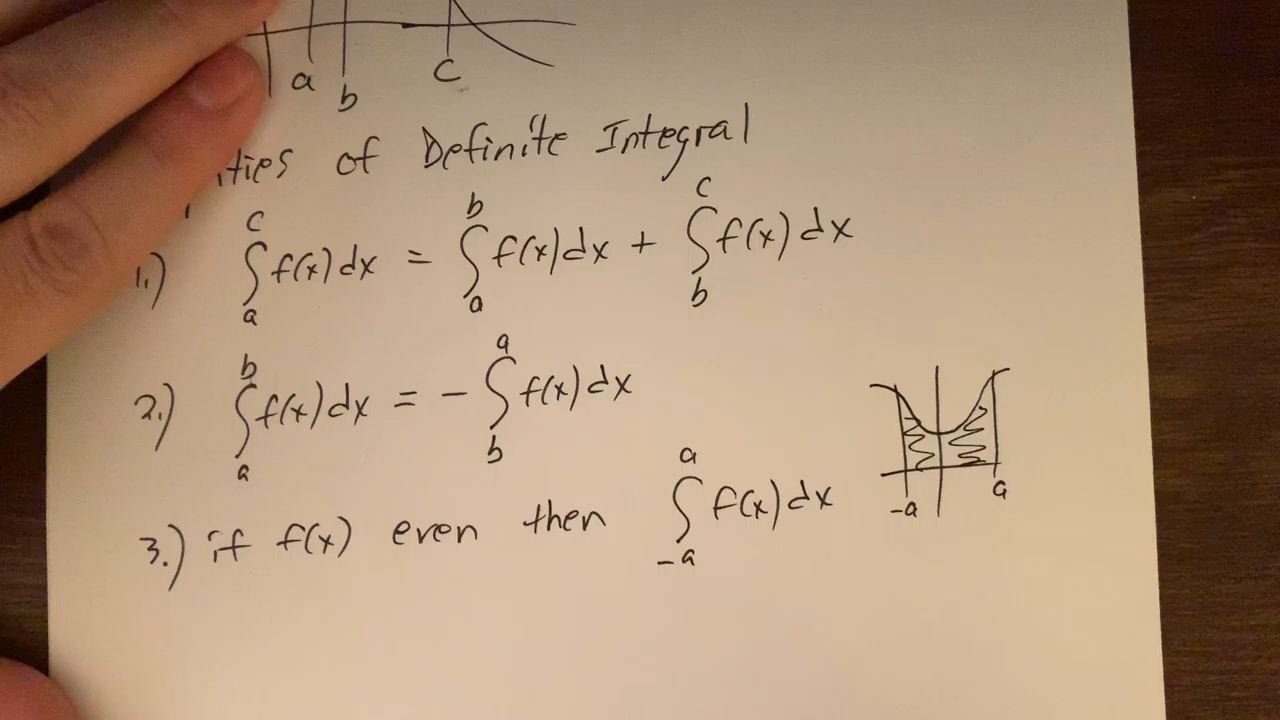 a b c
of Definite Integral
1.) ∫_a^c f(x) dx = ∫_a^b f(x) dx + ∫_b^c f(x) dx
2.) ∫_a^b f(x) dx = - ∫_b^a f(x) dx
3.) if f(x) even then ∫_{-a}^a f(x) dx
-a a